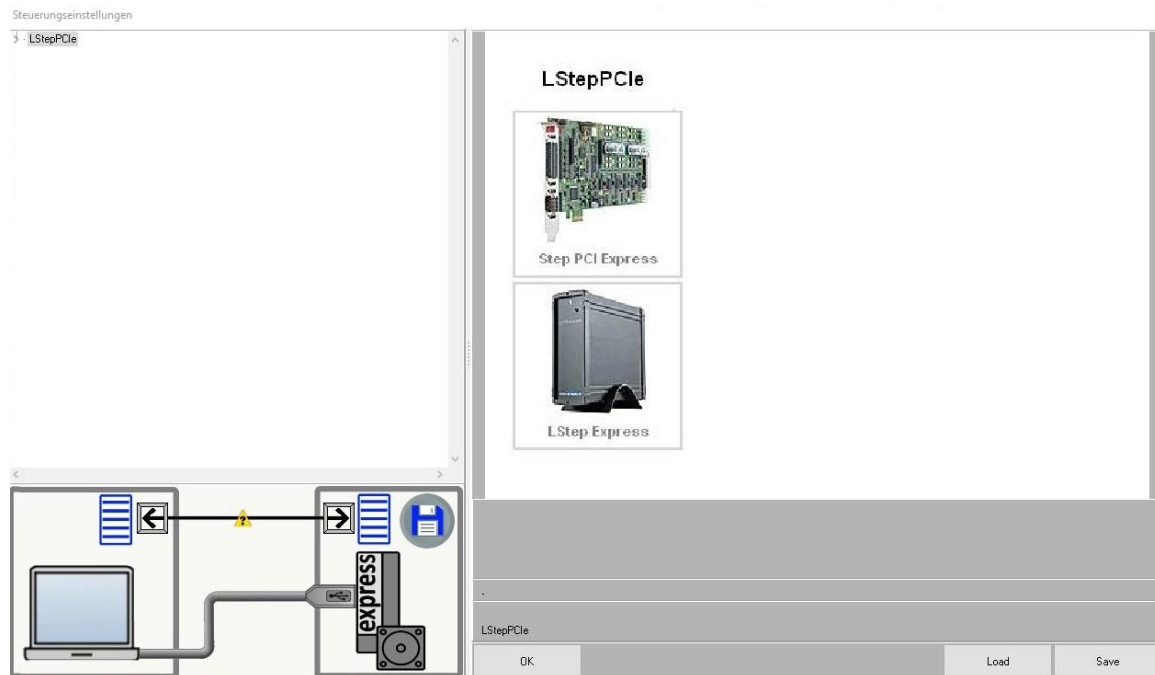 Steuerungseinstellungen
LStepPCIe
LStepPCIe
Step PCI Express
LStep Express
express
.
LStepPCIe
OK
Load
Save